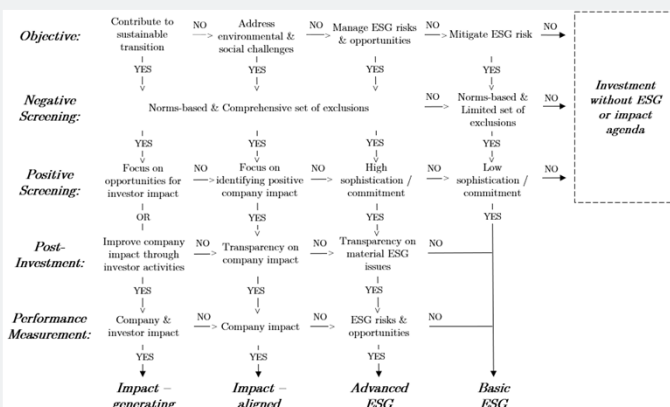 Objective: Contribute to sustainable transition NO Address environmental & social challenges NO Manage ESG risks & opportunities NO Mitigate ESG risk NO
YES YES YES YES
Investment without ESG or impact agenda
Negative Screening: Norms-based & Comprehensive set of exclusions NO Norms-based & Limited set of exclusions NO
YES YES YES YES
Positive Screening: Focus on opportunities for investor impact NO Focus on identifying positive company impact NO High sophistication / commitment NO Low sophistication / commitment NO
OR YES YES YES
Post-Investment: Improve company impact through investor activities NO Transparency on company impact NO Transparency on material ESG issues NO
YES YES YES
Performance Measurement: Company & investor impact NO Company impact NO ESG risks & opportunities NO
YES YES YES
Impact – generating Impact – aligned Advanced ESG Basic ESG